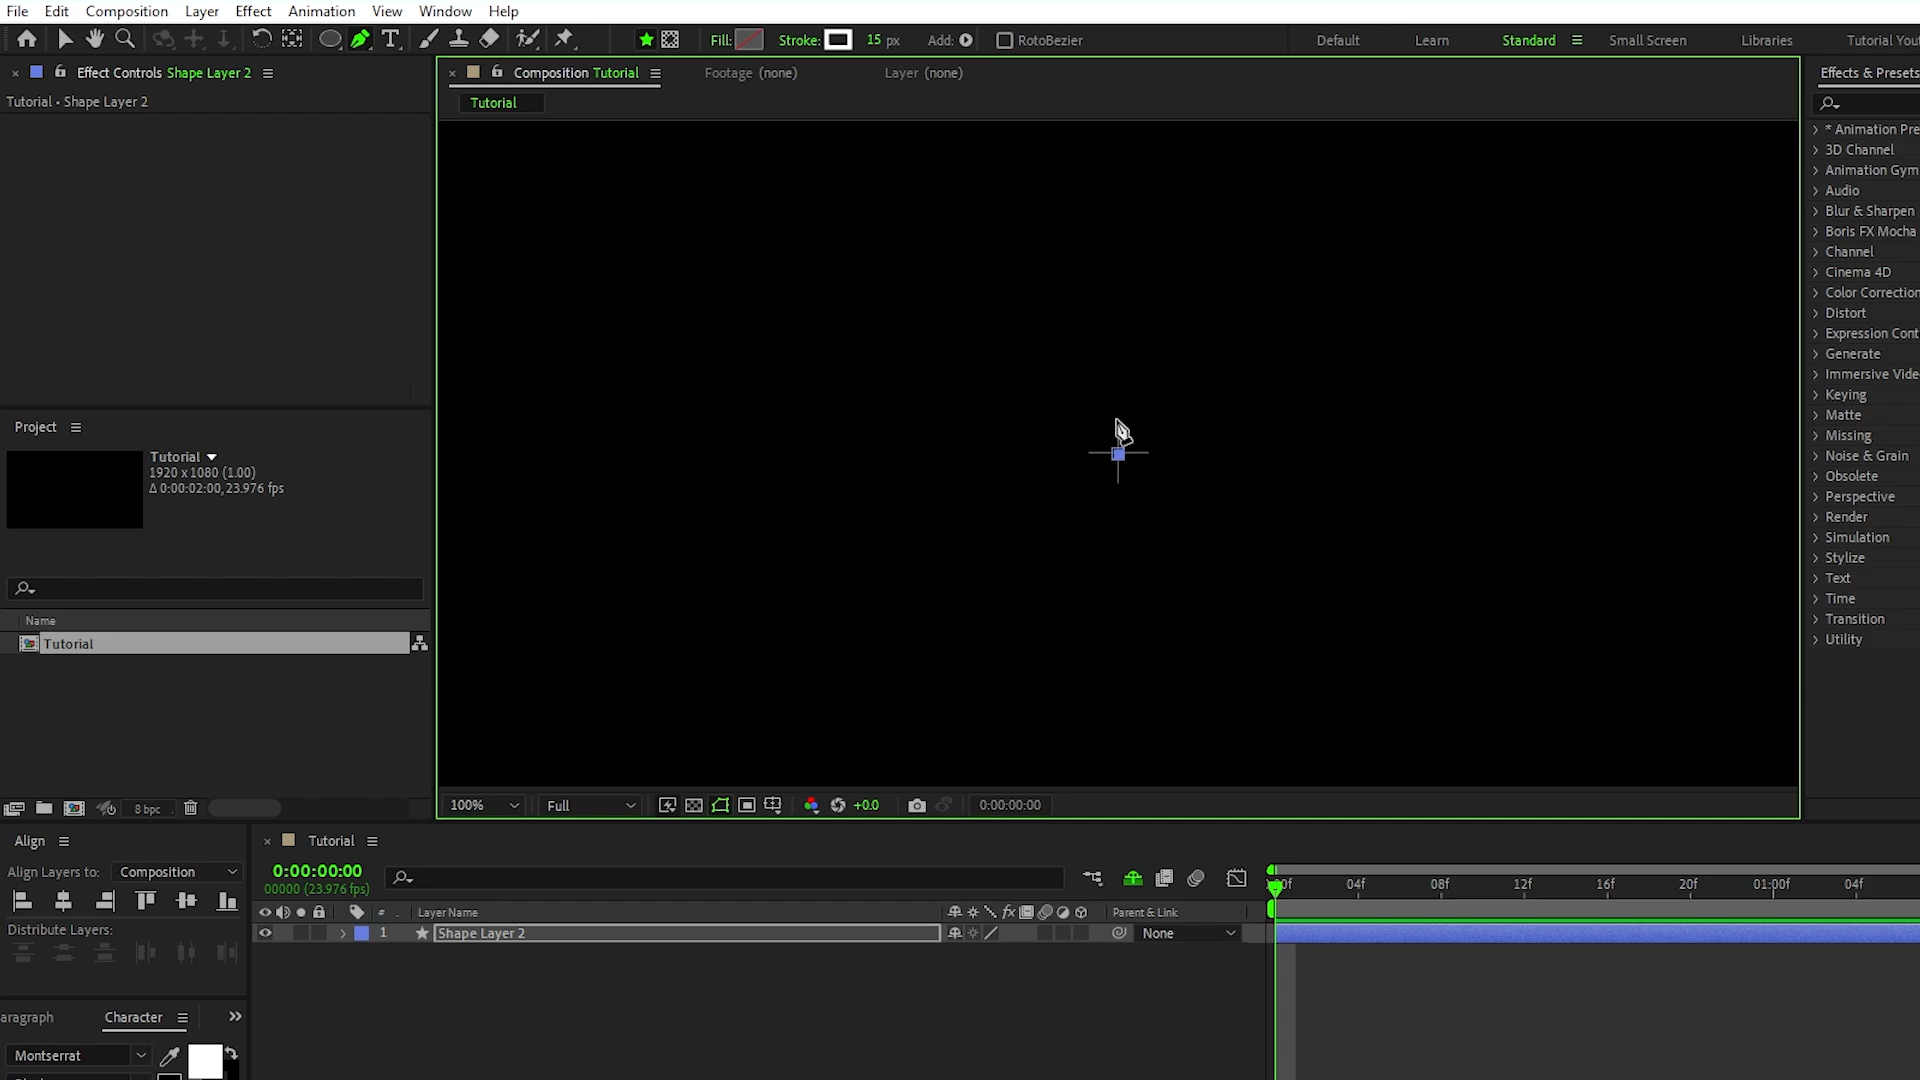 File Edit Composition Layer Effect Animation View Window Help
Fill: Stroke: 15 px Add: RotoBezier Default Learn Standard Small Screen Libraries Tutorial You
Effect Controls Shape Layer 2
Tutorial • Shape Layer 2
Composition Tutorial Footage (none) Layer (none)
Tutorial
Effects & Presets
* Animation Pre
3D Channel
Animation Gym
Audio
Blur & Sharpen
Boris FX Mocha
Channel
Cinema 4D
Color Correction
Distort
Expression Cont
Generate
Immersive Vide
Keying
Matte
Missing
Noise & Grain
Obsolete
Perspective
Render
Simulation
Stylize
Text
Time
Transition
Utility
Project
Tutorial
1920 x 1080 (1.00)
Δ 0:00:02:00, 23.976 fps
Name
Tutorial
8 bpc
100% Full +0.0 0:00:00:00
Align
Align Layers to: Composition
Distribute Layers:
aragraph Character
Montserrat
Tutorial
0:00:00:00
00000 (23.976 fps)
# Layer Name fx Parent & Link
1 Shape Layer 2 None
04f 08f 12f 16f 20f 01:00f 04f